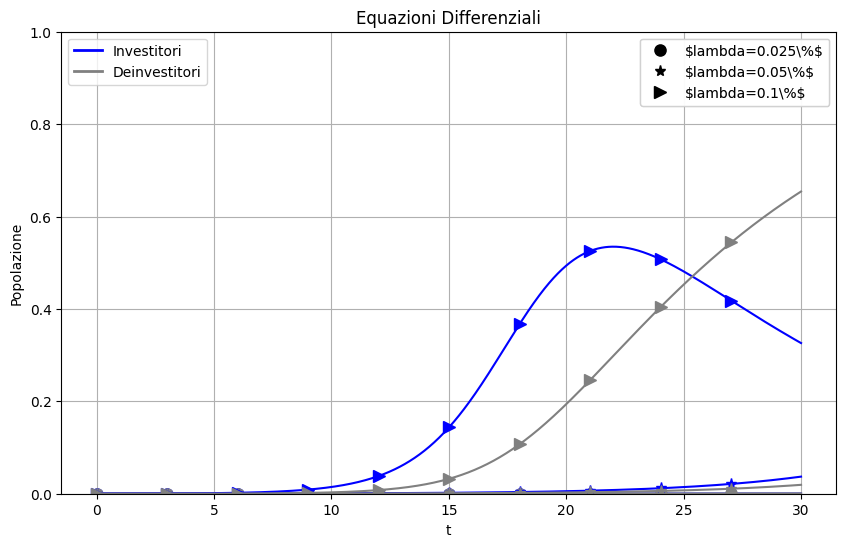 Equazioni Differenziali
Investitori
Deinvestitori
$lambda=0.025\%$
$lambda=0.05\%$
$lambda=0.1\%$
Popolazione
1.0
0.8
0.6
0.4
0.2
0.0
0 5 10 15 20 25 30
t